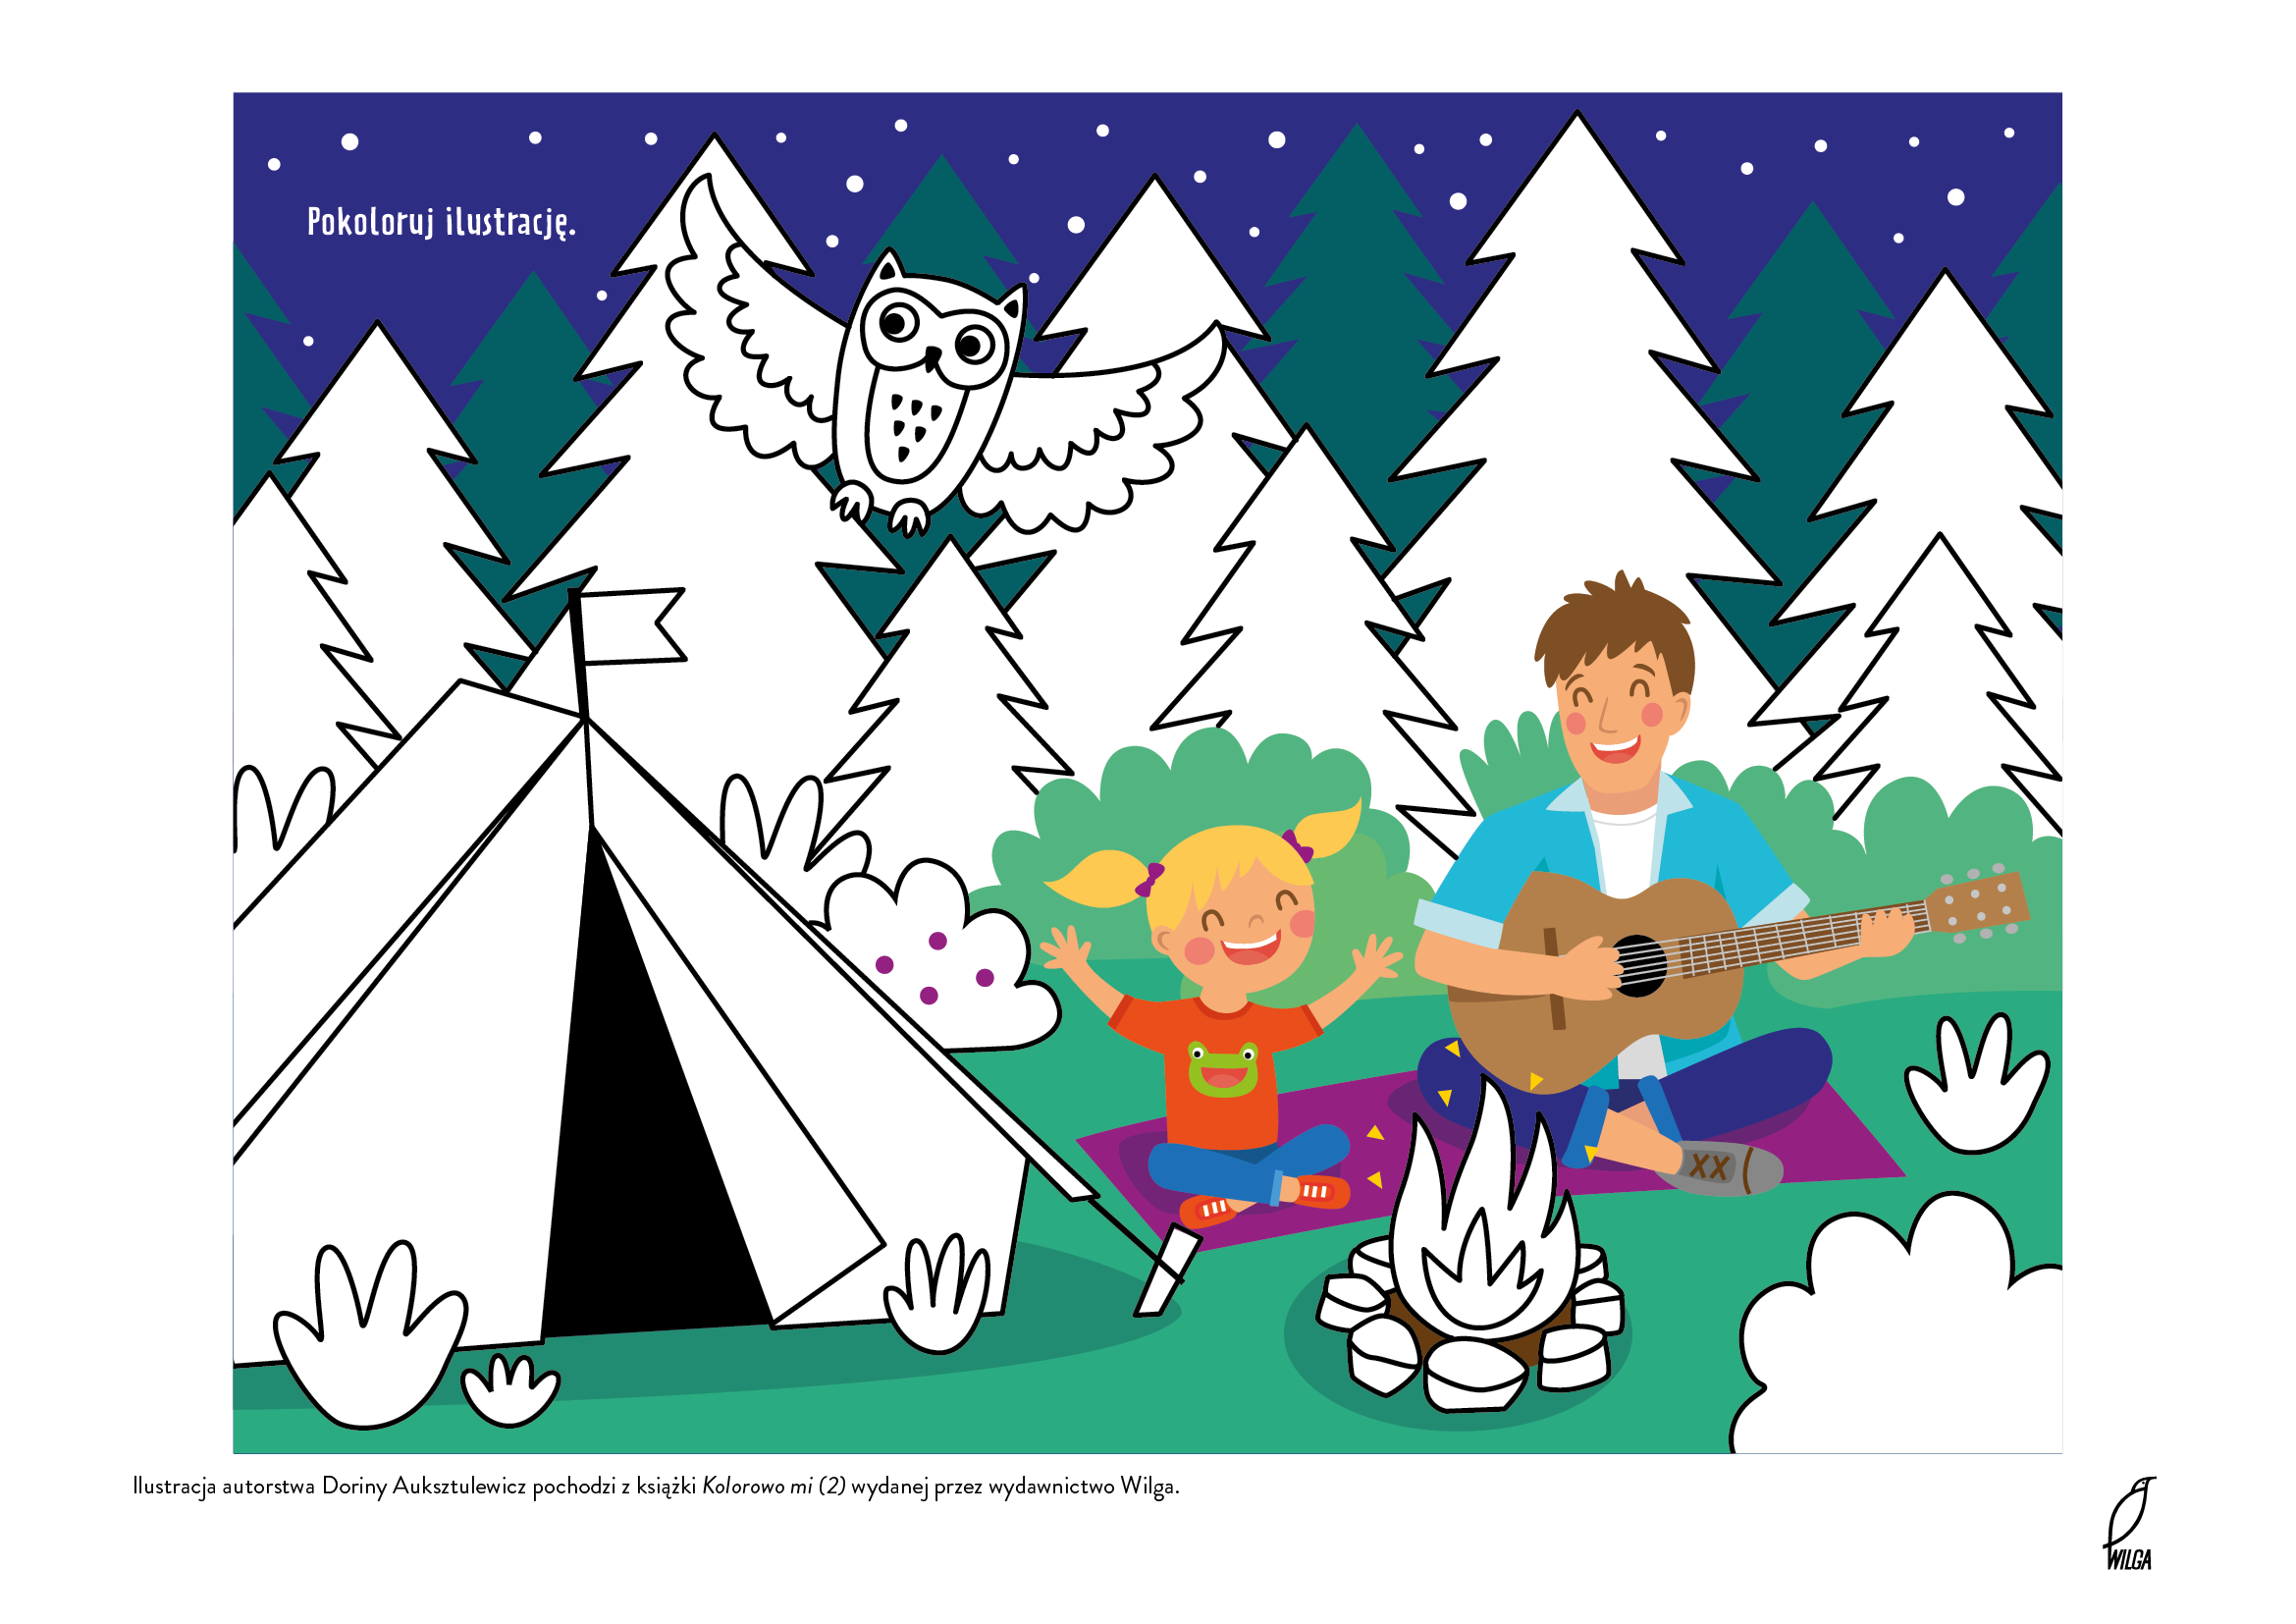 Pokoloruj ilustrację.
Ilustracja autorstwa Doriny Auksztulewicz pochodzi z książki Kolorowo mi (2) wydanej przez wydawnictwo Wilga.
WILGA